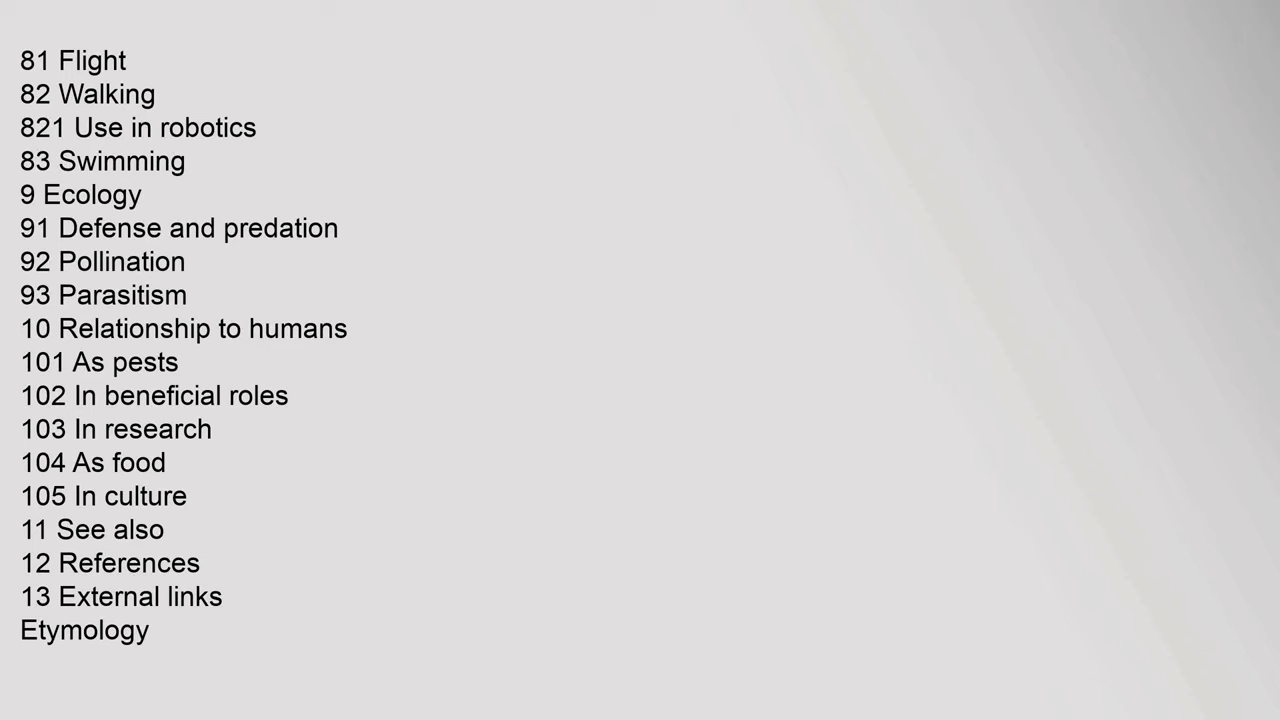 81 Flight
82 Walking
821 Use in robotics
83 Swimming
9 Ecology
91 Defense and predation
92 Pollination
93 Parasitism
10 Relationship to humans
101 As pests
102 In beneficial roles
103 In research
104 As food
105 In culture
11 See also
12 References
13 External links
Etymology